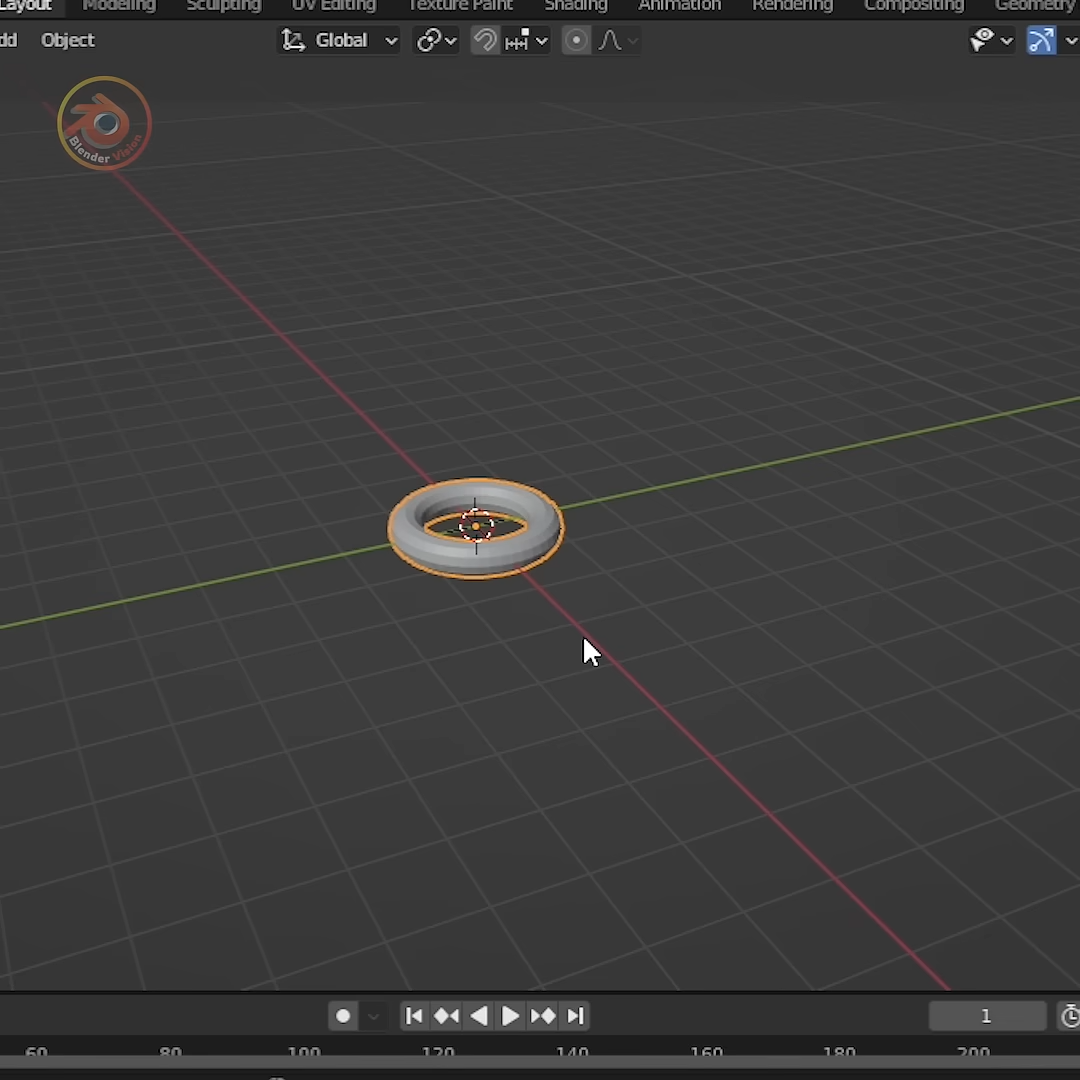 Layout Modeling Sculpting UV Editing Texture Paint Shading Animation Rendering Compositing Geometry
dd Object Global
Blender Vision
1
60 80 100 120 140 160 180 200